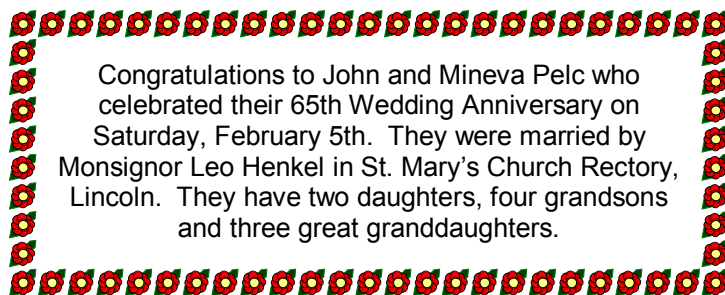 Congratulations to John and Mineva Pelc who
celebrated their 65th Wedding Anniversary on
Saturday, February 5th.  They were married by
Monsignor Leo Henkel in St. Mary’s Church Rectory,
Lincoln.  They have two daughters, four grandsons
and three great granddaughters.